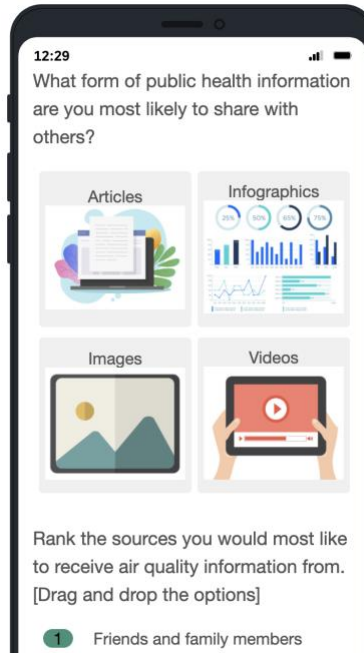 12:29
What form of public health information
are you most likely to share with
others?
Articles
Infographics
25%
50%
65%
75%
Images
Videos
Rank the sources you would most like
to receive air quality information from.
[Drag and drop the options]
1 Friends and family members